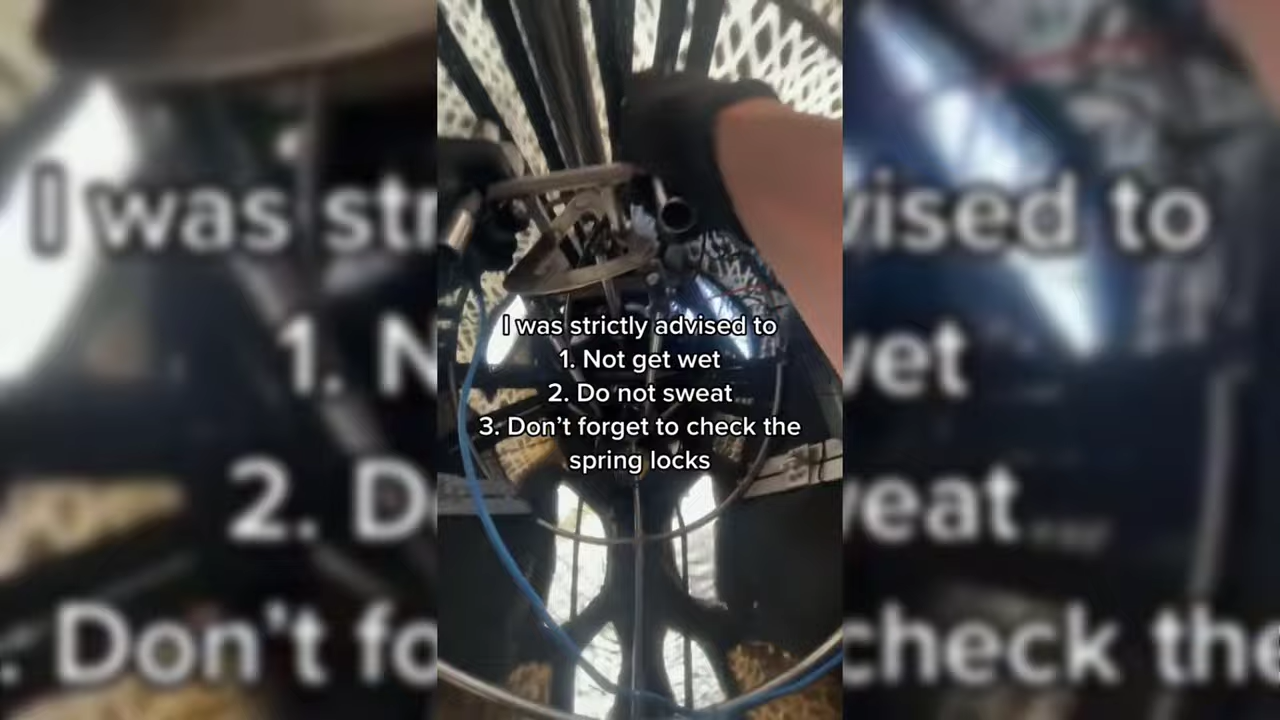 I was strictly advised to
1. Not get wet
2. Do not sweat
3. Don't forget to check the
spring locks